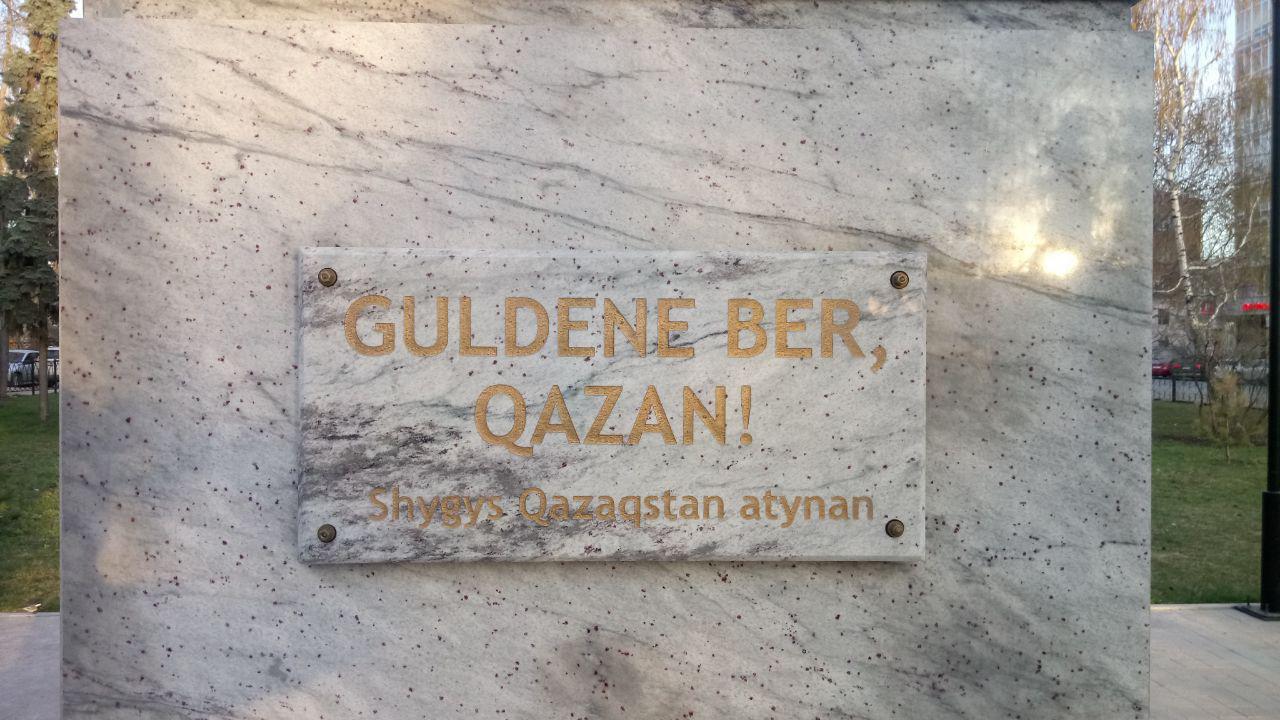 GULDENE BER,
QAZAN!
Shygys Qazaqstan atynan